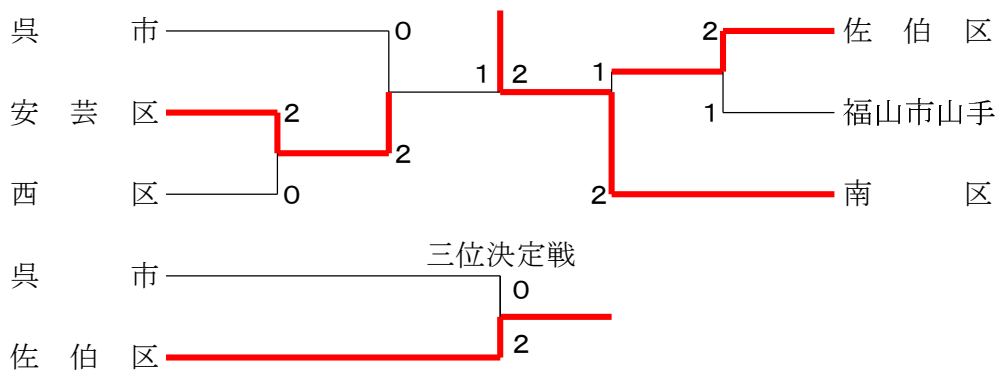 呉市 0 2 佐伯区
1 2 1
安芸区 2 1 福山市山手
2
西区 0 2 南区
三位決定戦
呉市 0
佐伯区 2